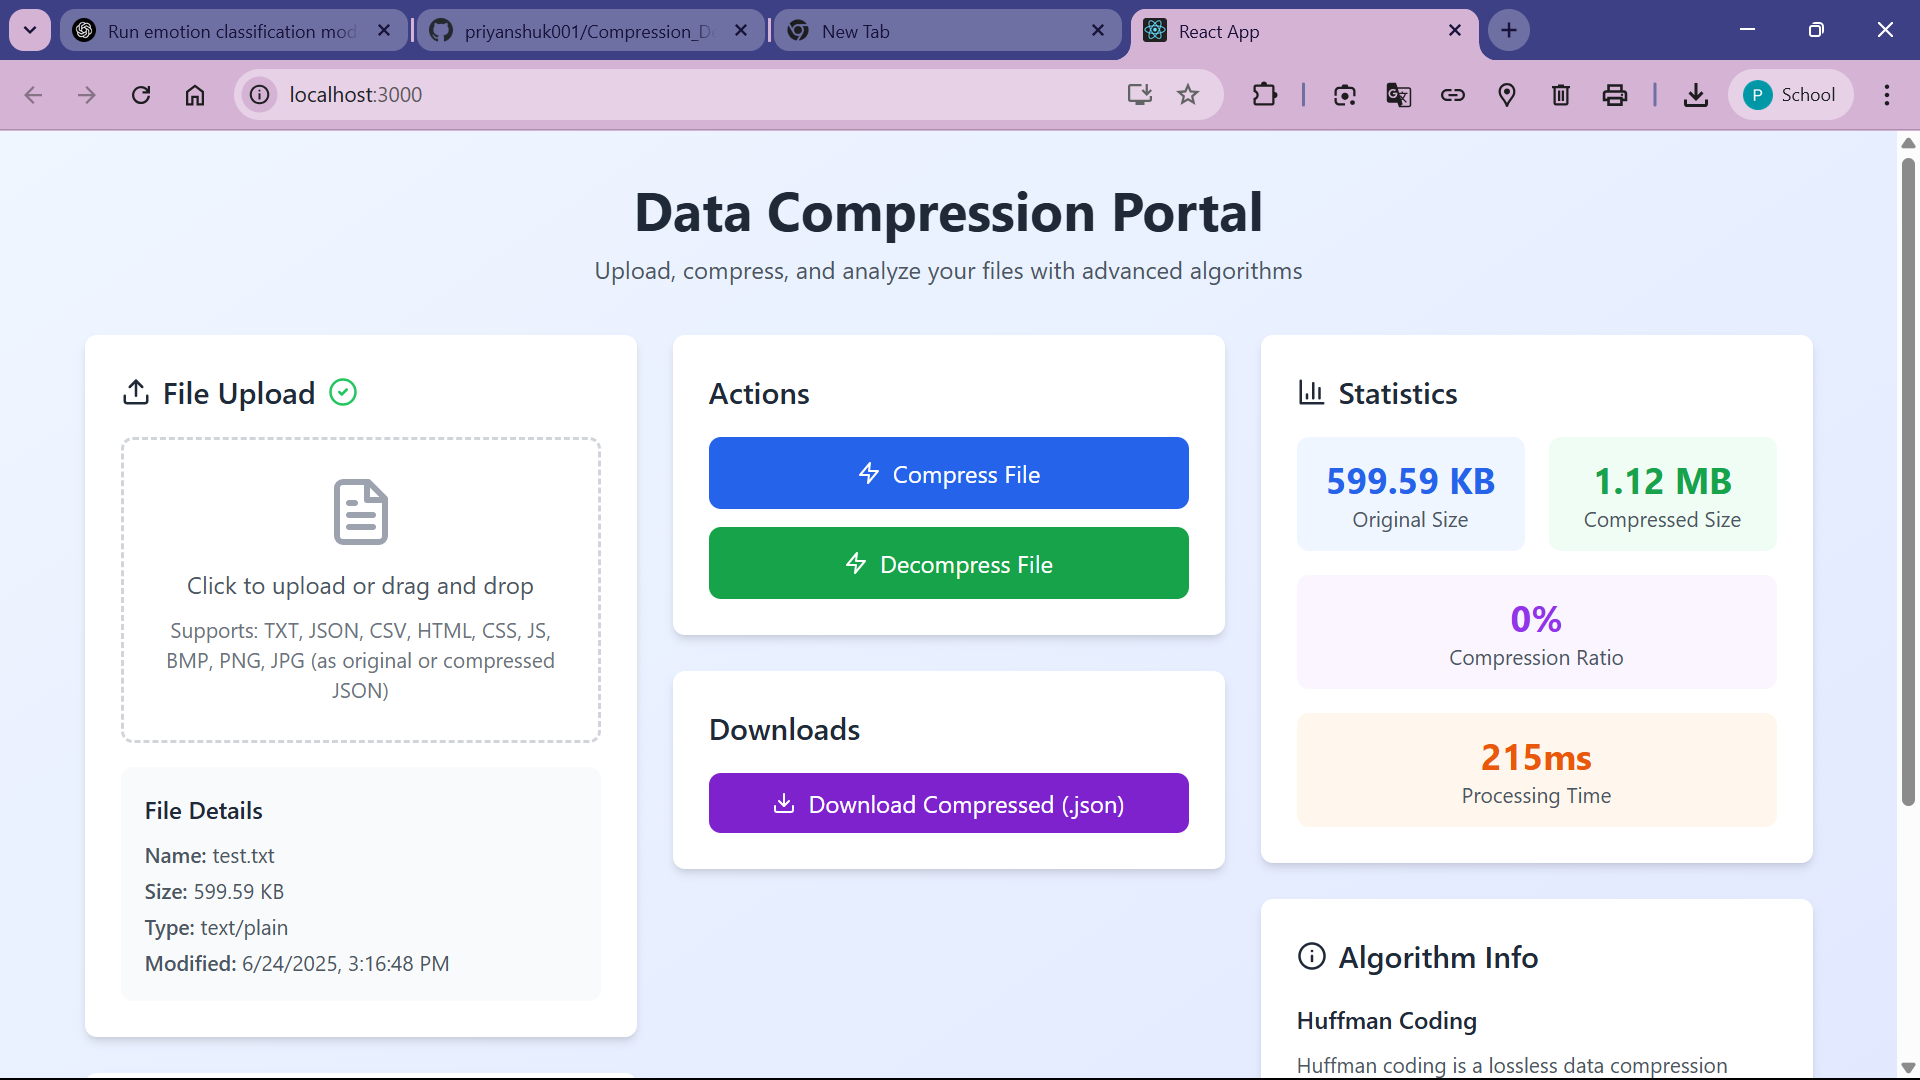 Run emotion classification mod
priyanshuk001/Compression_De
New Tab
React App
localhost:3000
P
School
Data Compression Portal
Upload, compress, and analyze your files with advanced algorithms
File Upload
Click to upload or drag and drop
Supports: TXT, JSON, CSV, HTML, CSS, JS,
BMP, PNG, JPG (as original or compressed
JSON)
File Details
Name: test.txt
Size: 599.59 KB
Type: text/plain
Modified: 6/24/2025, 3:16:48 PM
Actions
Compress File
Decompress File
Downloads
Download Compressed (.json)
Statistics
599.59 KB
Original Size
1.12 MB
Compressed Size
0%
Compression Ratio
215ms
Processing Time
Algorithm Info
Huffman Coding
Huffman coding is a lossless data compression